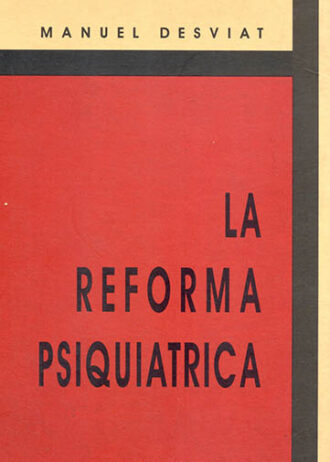 MANUEL DESVIAT
LA
REFORMA
PSIQUIATRICA